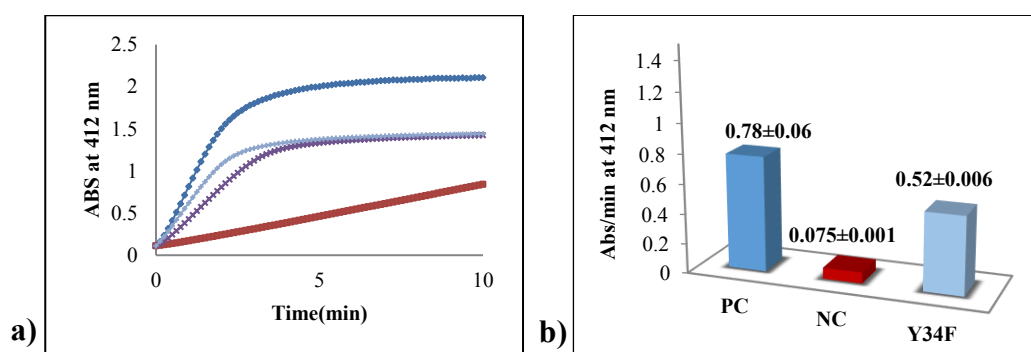 2.5
2
1.5
1
0.5
0
0
5
10
ABS at 412 nm
Time(min)
a)
1.4
1.2
1
0.8
0.6
0.4
0.2
0
Abs/min at 412 nm
0.78±0.06
0.075±0.001
0.52±0.006
PC
NC
Y34F
b)